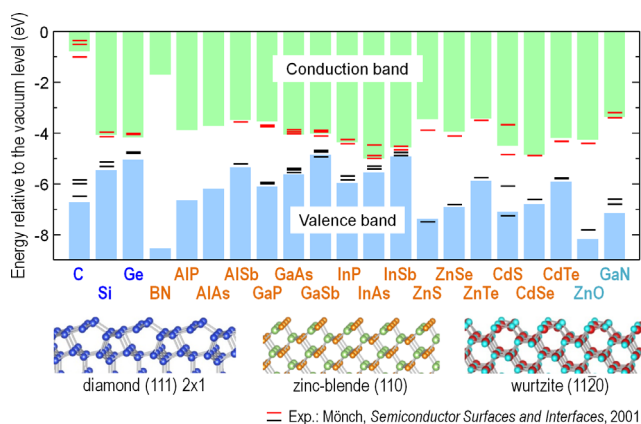 Energy relative to the vacuum level (eV)
0
-2
-4
-6
-8
Conduction band
Valence band
C Ge AlP AlSb GaAs InP InSb ZnSe CdS CdTe GaN
Si BN AlAs GaP GaSb InAs ZnS ZnTe CdSe ZnO
diamond (111) 2x1 zinc-blende (110) wurtzite (112̅0)
Exp.: Mönch, Semiconductor Surfaces and Interfaces, 2001